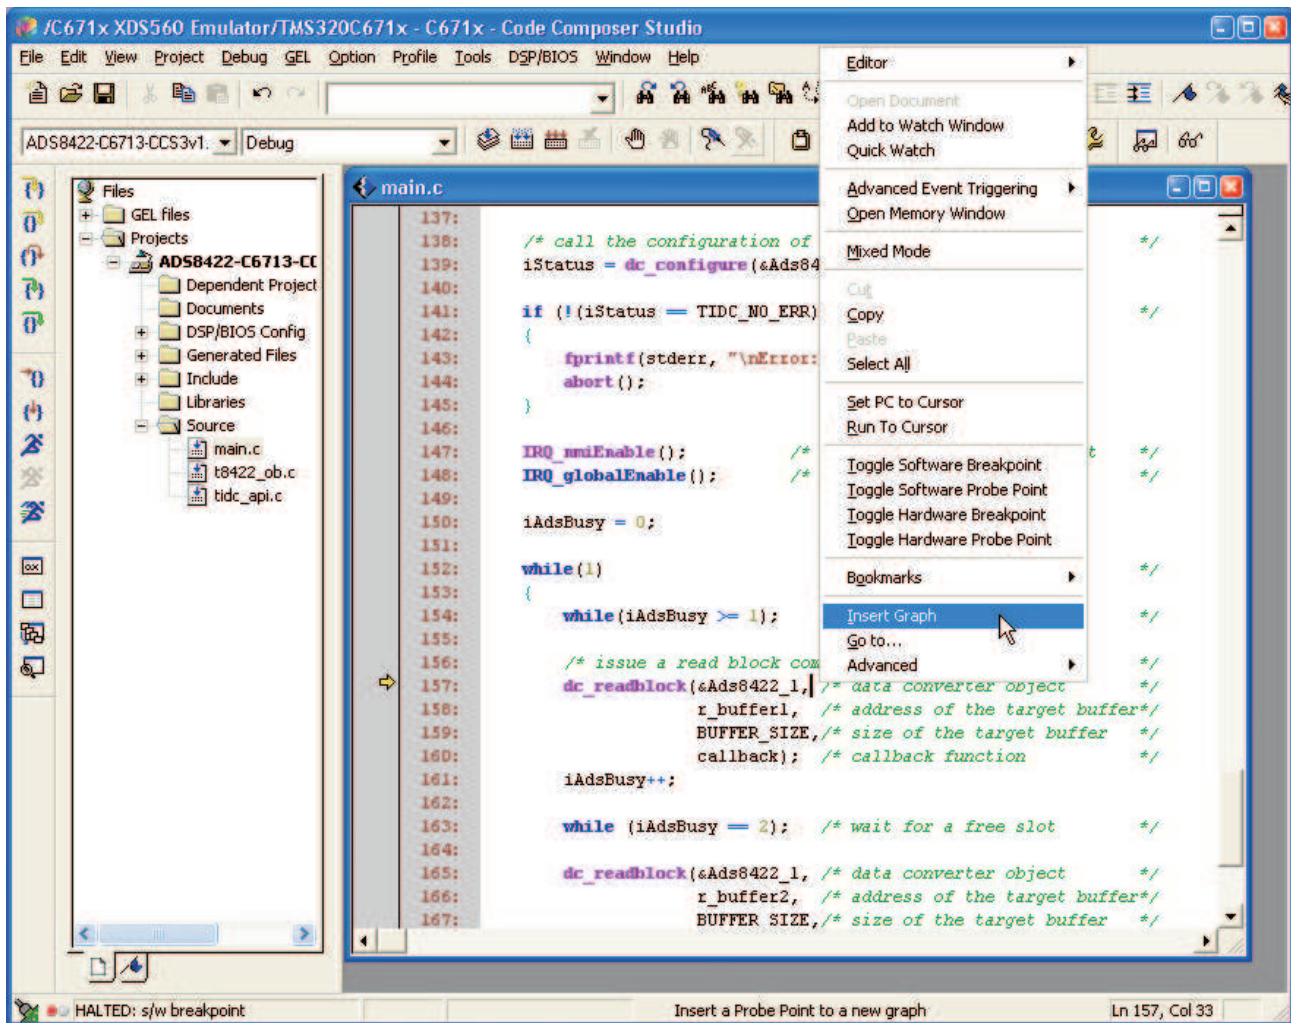 /C671x XDS560 Emulator/TMS320C671x - C671x - Code Composer Studio
File Edit View Project Debug GEL Option Profile Tools DSP/BIOS Window Help
ADS8422-C6713-CCS3v1. Debug
Files
GEL files
Projects
ADS8422-C6713-CC
Dependent Project
Documents
DSP/BIOS Config
Generated Files
Include
Libraries
Source
main.c
t8422_ob.c
tidc_api.c
main.c
137:
138: /* call the configuration of */
139: iStatus = dc_configure(&Ads84
140:
141: if (!(iStatus == TIDC_NO_ERR) */
142: {
143: fprintf(stderr, "\nError:
144: abort();
145: }
146:
147: IRQ_nmiEnable(); /* t */
148: IRQ_globalEnable(); /* */
149:
150: iAdsBusy = 0;
151:
152: while(1) */
153: {
154: while(iAdsBusy >= 1); */
155:
156: /* issue a read block com */
157: dc_readblock(&Ads8422_1, /* data converter object */
158: r_buffer1, /* address of the target buffer*/
159: BUFFER_SIZE,/* size of the target buffer */
160: callback); /* callback function */
161: iAdsBusy++;
162:
163: while (iAdsBusy == 2); /* wait for a free slot */
164:
165: dc_readblock(&Ads8422_1, /* data converter object */
166: r_buffer2, /* address of the target buffer*/
167: BUFFER_SIZE,/* size of the target buffer */
Editor
Open Document
Add to Watch Window
Quick Watch
Advanced Event Triggering
Open Memory Window
Mixed Mode
Cut
Copy
Paste
Select All
Set PC to Cursor
Run To Cursor
Toggle Software Breakpoint
Toggle Software Probe Point
Toggle Hardware Breakpoint
Toggle Hardware Probe Point
Bookmarks
Insert Graph
Go to...
Advanced
HALTED: s/w breakpoint
Insert a Probe Point to a new graph
Ln 157, Col 33